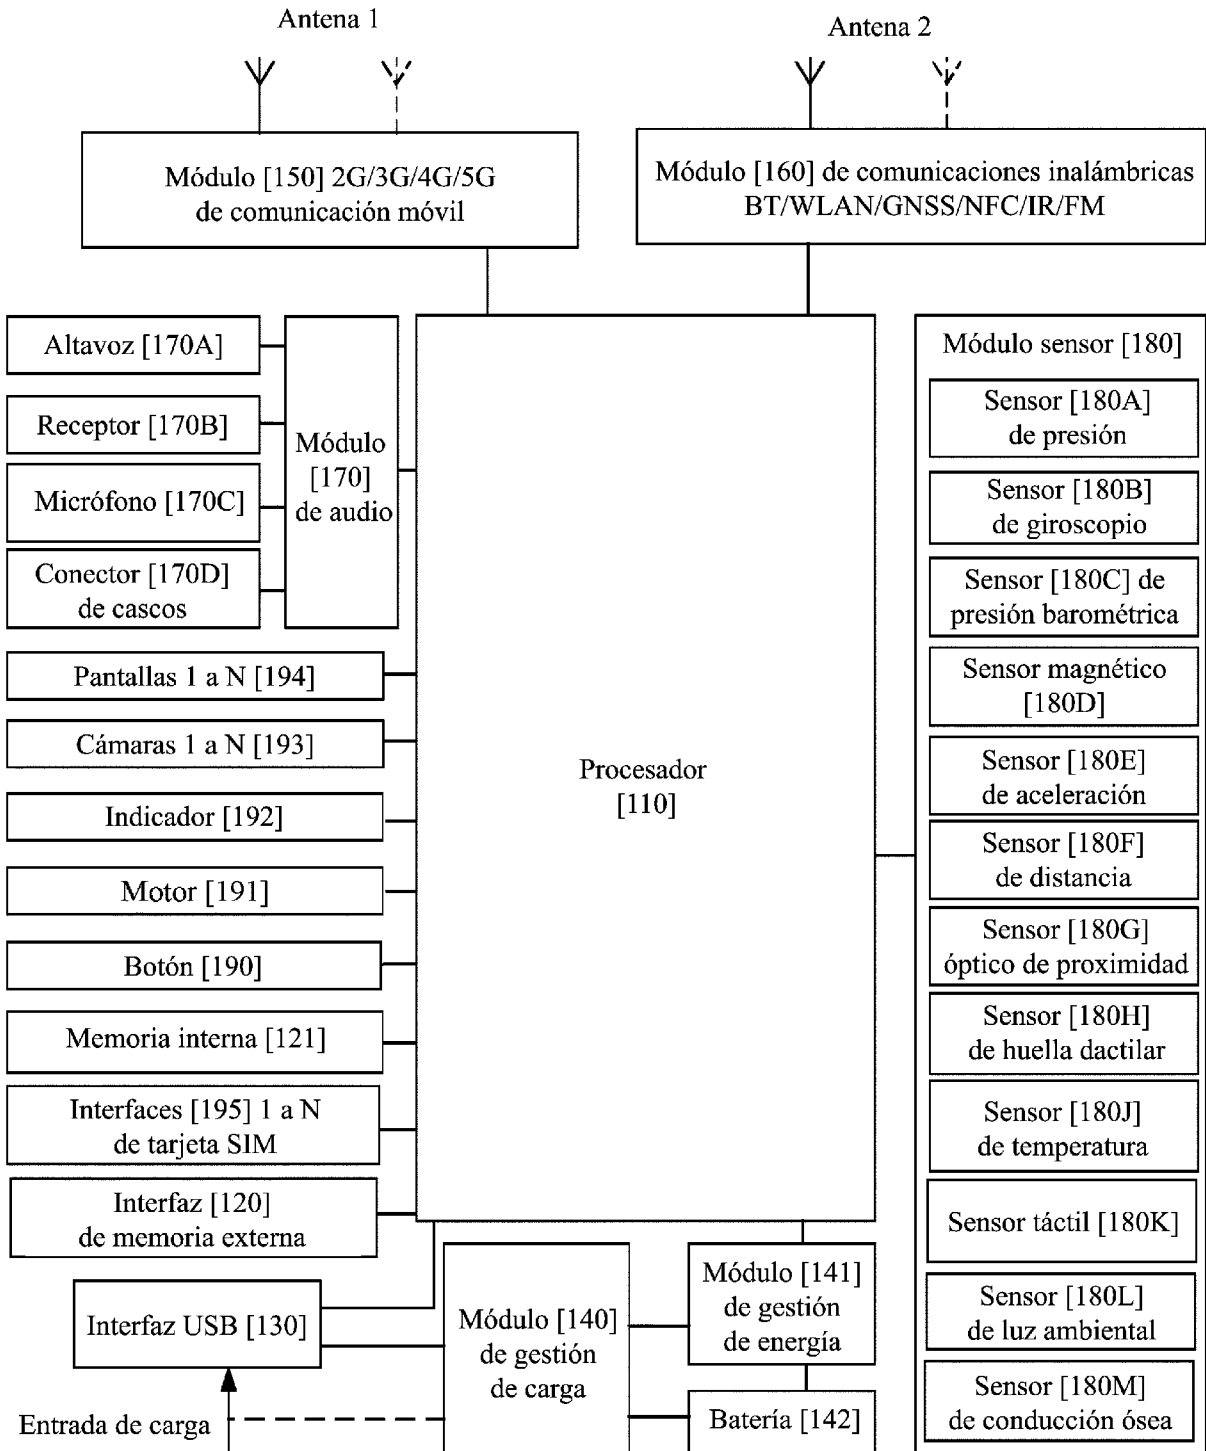 Antena 1
Antena 2
Módulo [150] 2G/3G/4G/5G
de comunicación móvil
Módulo [160] de comunicaciones inalámbricas
BT/WLAN/GNSS/NFC/IR/FM
Altavoz [170A]
Receptor [170B]
Micrófono [170C]
Conector [170D]
de cascos
Módulo
[170]
de audio
Pantallas 1 a N [194]
Cámaras 1 a N [193]
Indicador [192]
Motor [191]
Botón [190]
Memoria interna [121]
Interfaces [195] 1 a N
de tarjeta SIM
Interfaz [120]
de memoria externa
Interfaz USB [130]
Entrada de carga
Procesador
[110]
Módulo [140]
de gestión
de carga
Módulo [141]
de gestión
de energía
Batería [142]
Módulo sensor [180]
Sensor [180A]
de presión
Sensor [180B]
de giroscopio
Sensor [180C] de
presión barométrica
Sensor magnético
[180D]
Sensor [180E]
de aceleración
Sensor [180F]
de distancia
Sensor [180G]
óptico de proximidad
Sensor [180H]
de huella dactilar
Sensor [180J]
de temperatura
Sensor táctil [180K]
Sensor [180L]
de luz ambiental
Sensor [180M]
de conducción ósea